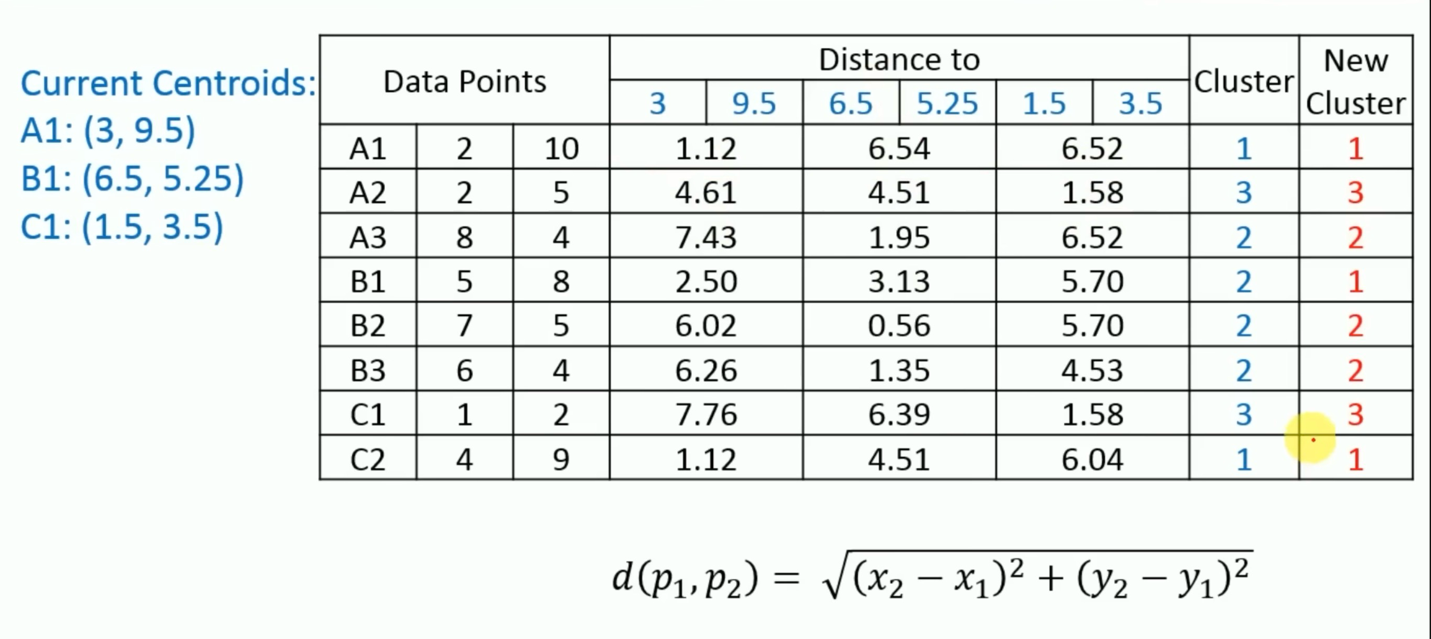 Current Centroids:
A1: (3, 9.5)
B1: (6.5, 5.25)
C1: (1.5, 3.5)
Data Points Distance to Cluster New Cluster
3 9.5 6.5 5.25 1.5 3.5
A1 2 10 1.12 6.54 6.52 1 1
A2 2 5 4.61 4.51 1.58 3 3
A3 8 4 7.43 1.95 6.52 2 2
B1 5 8 2.50 3.13 5.70 2 1
B2 7 5 6.02 0.56 5.70 2 2
B3 6 4 6.26 1.35 4.53 2 2
C1 1 2 7.76 6.39 1.58 3 3
C2 4 9 1.12 4.51 6.04 1 1
d(p₁, p₂) = √(x₂ − x₁)² + (y₂ − y₁)²